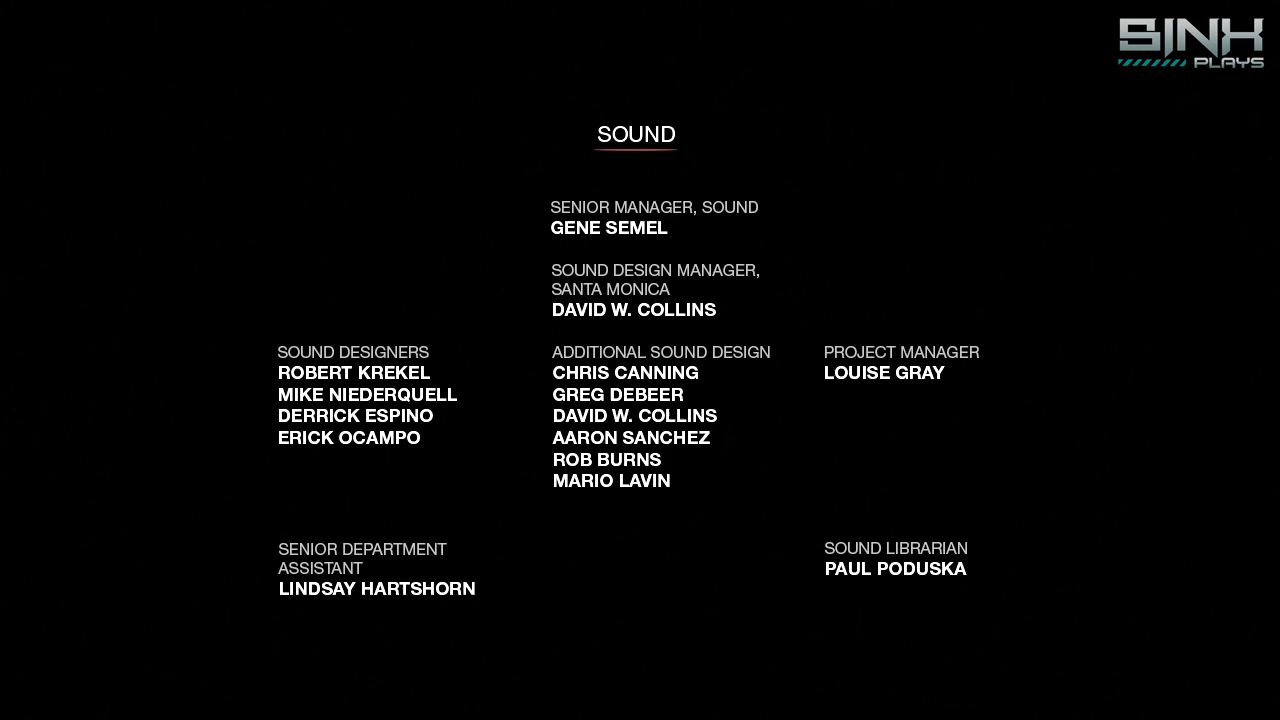 SINX
PLAYS
SOUND
SENIOR MANAGER, SOUND
GENE SEMEL
SOUND DESIGN MANAGER,
SANTA MONICA
DAVID W. COLLINS
SOUND DESIGNERS
ROBERT KREKEL
MIKE NIEDERQUELL
DERRICK ESPINO
ERICK OCAMPO
ADDITIONAL SOUND DESIGN
CHRIS CANNING
GREG DEBEER
DAVID W. COLLINS
AARON SANCHEZ
ROB BURNS
MARIO LAVIN
PROJECT MANAGER
LOUISE GRAY
SENIOR DEPARTMENT
ASSISTANT
LINDSAY HARTSHORN
SOUND LIBRARIAN
PAUL PODUSKA